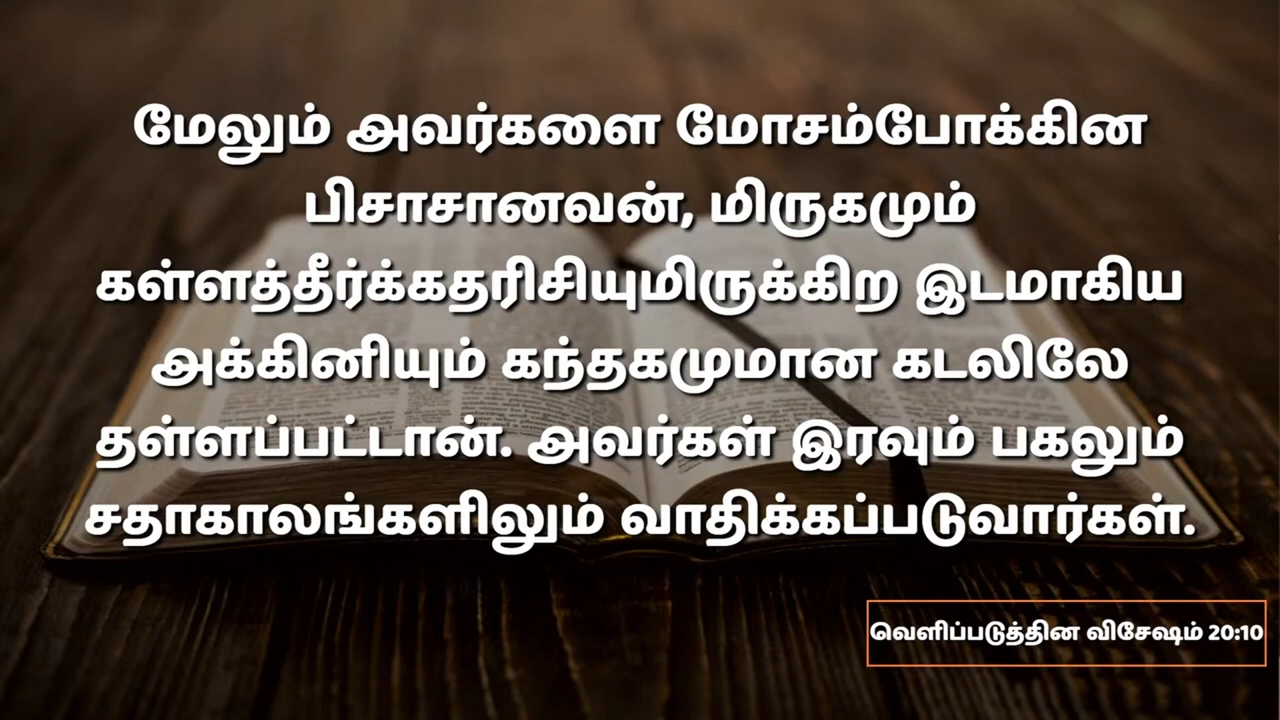 மேலும் அவர்களை மோசம்போக்கின
பிசாசானவன், மிருகமும்
கள்ளத்தீர்க்கதரிசியுமிருக்கிற இடமாகிய
அக்கினியும் கந்தகமுமான கடலிலே
தள்ளப்பட்டான். அவர்கள் இரவும் பகலும்
சதாகாலங்களிலும் வாதிக்கப்படுவார்கள்.
வெளிப்படுத்தின விசேஷம் 20:10